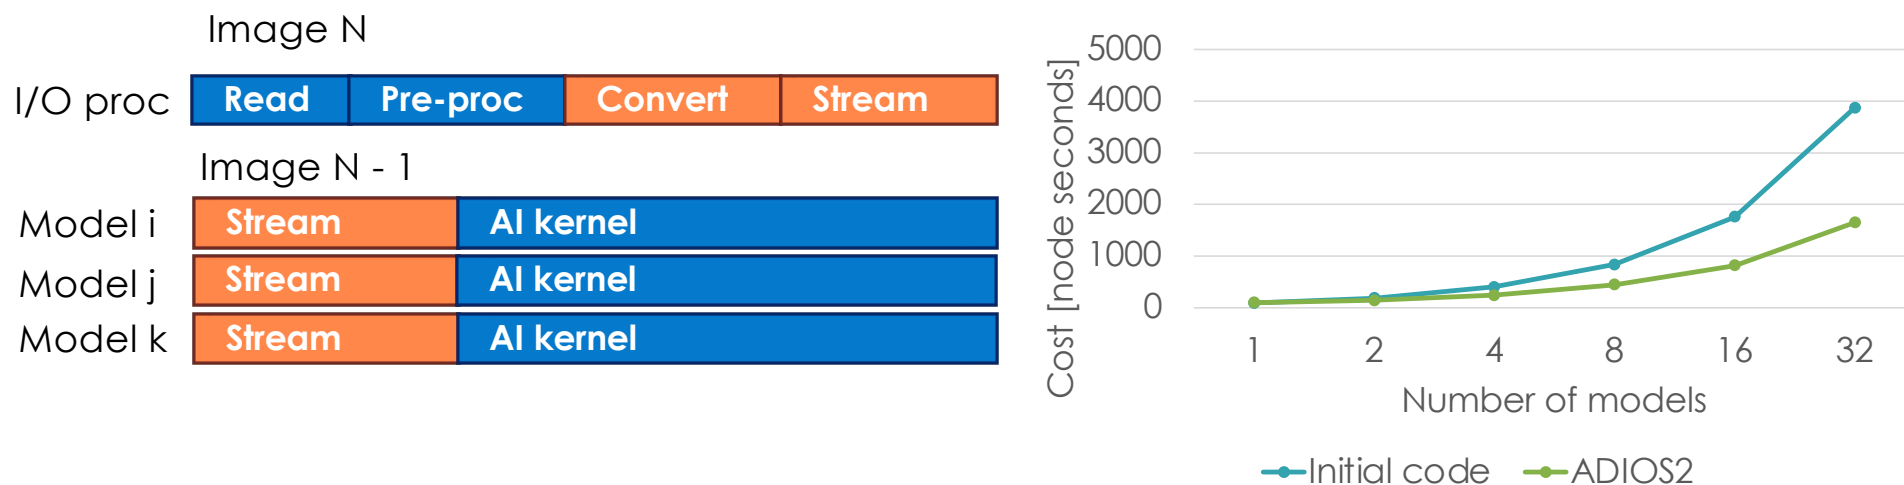 Image N
I/O proc Read Pre-proc Convert Stream
Image N - 1
Model i Stream AI kernel
Model j Stream AI kernel
Model k Stream AI kernel
Cost [node seconds]
5000
4000
3000
2000
1000
0
1 2 4 8 16 32
Number of models
Initial code ADIOS2